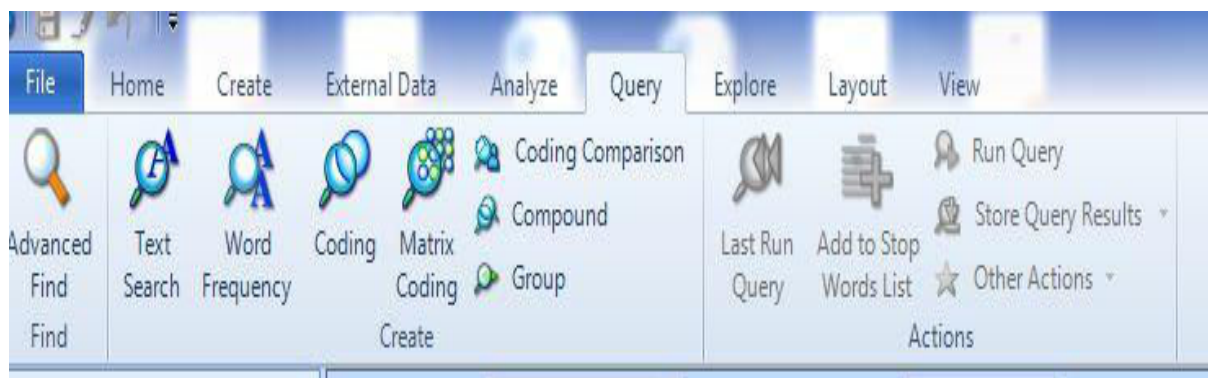 File Home Create External Data Analyze Query Explore Layout View
Advanced Find
Text Search
Word Frequency
Coding
Matrix Coding
Coding Comparison
Compound
Group
Last Run Query
Add to Stop Words List
Run Query
Store Query Results
Other Actions
Find Create Actions